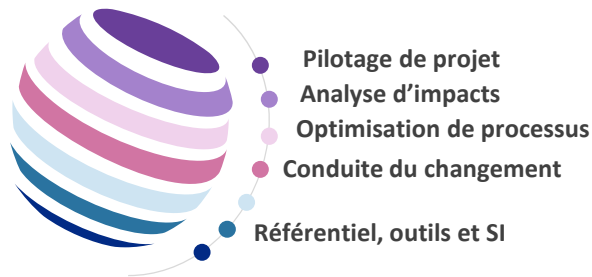 Pilotage de projet
Analyse d’impacts
Optimisation de processus
Conduite du changement
Référentiel, outils et SI